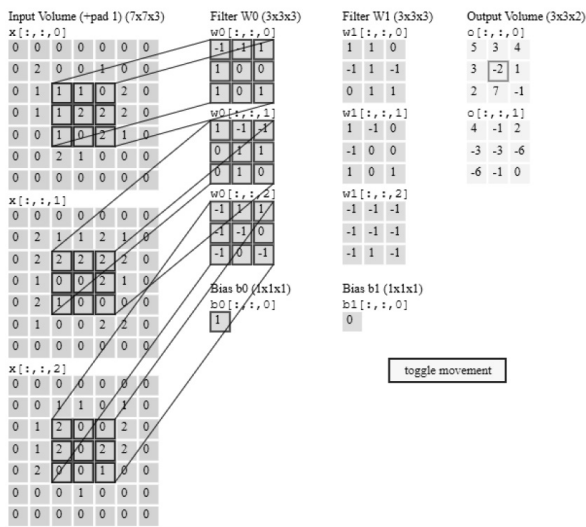 Input Volume (+pad 1) (7x7x3)
x[:,:,0]
0 0 0 0 0 0 0
0 2 0 0 1 0 0
0 1 1 1 0 2 0
0 1 1 2 2 2 0
0 0 1 0 2 1 0
0 0 2 1 0 0 0
0 0 0 0 0 0 0
x[:,:,1]
0 0 0 0 0 0 0
0 2 1 1 2 1 0
0 2 2 2 2 2 0
0 1 0 0 2 1 0
0 2 1 0 0 0 0
0 1 0 0 2 2 0
0 0 0 0 0 0 0
x[:,:,2]
0 0 0 0 0 0 0
0 0 1 1 0 1 0
0 1 2 0 0 2 0
0 1 2 0 2 2 0
0 2 0 0 1 0 0
0 0 0 1 0 0 0
0 0 0 0 0 0 0
Filter W0 (3x3x3)
w0[:,:,0]
-1 -1 1
1 0 0
1 0 1
w0[:,:,1]
1 -1 -1
0 1 1
0 1 0
w0[:,:,2]
-1 1 1
-1 -1 0
-1 0 -1
Bias b0 (1x1x1)
b0[:,:,0]
1
Filter W1 (3x3x3)
w1[:,:,0]
1 1 0
-1 1 -1
0 1 1
w1[:,:,1]
1 -1 0
-1 0 0
1 0 1
w1[:,:,2]
-1 -1 -1
-1 -1 -1
-1 1 -1
Bias b1 (1x1x1)
b1[:,:,0]
0
Output Volume (3x3x2)
o[:,:,0]
5 3 4
3 -2 1
2 7 -1
o[:,:,1]
4 -1 2
-3 -3 -6
-6 -1 0
toggle movement